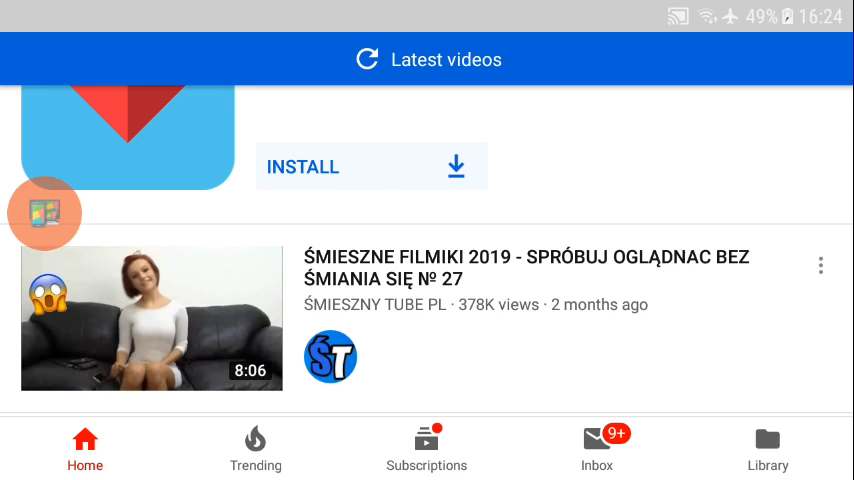 49% 16:24
Latest videos
INSTALL
ŚMIESZNE FILMIKI 2019 - SPRÓBUJ OGLĄDNAC BEZ
ŚMIANIA SIĘ № 27
ŚMIESZNY TUBE PL · 378K views · 2 months ago
8:06
ŚT
9+
Home Trending Subscriptions Inbox Library